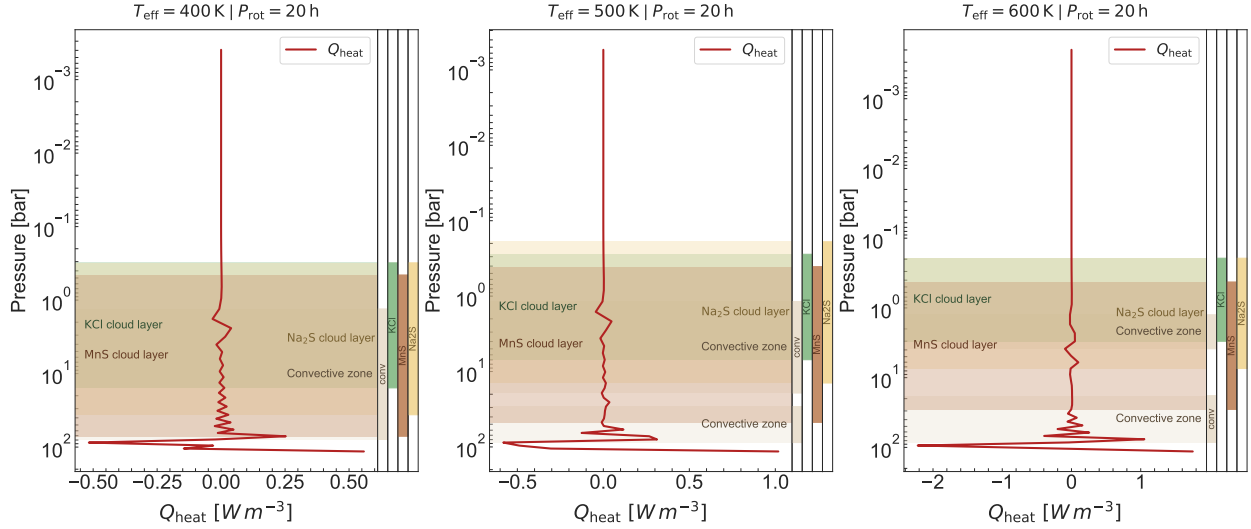 T_eff = 400 K | P_rot = 20 h
Q_heat
10^-3
10^-2
10^-1
10^0
10^1
10^2
Pressure [bar]
KCl cloud layer
Na₂S cloud layer
MnS cloud layer
Convective zone
conv
KCl
MnS
Na2S
−0.50
−0.25
0.00
0.25
0.50
Q_heat [W m^-3]
T_eff = 500 K | P_rot = 20 h
Q_heat
10^-3
10^-2
10^-1
10^0
10^1
10^2
Pressure [bar]
KCl cloud layer
Na₂S cloud layer
MnS cloud layer
Convective zone
Convective zone
conv
KCl
MnS
Na2S
−0.5
0.0
0.5
1.0
Q_heat [W m^-3]
T_eff = 600 K | P_rot = 20 h
Q_heat
10^-3
10^-2
10^-1
10^0
10^1
10^2
Pressure [bar]
KCl cloud layer
Na₂S cloud layer
Convective zone
MnS cloud layer
Convective zone
conv
KCl
MnS
Na2S
−2
−1
0
1
2
Q_heat [W m^-3]